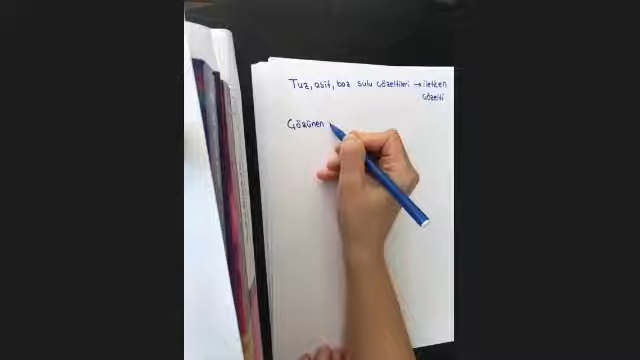 Tuz, asit, baz sulu çözeltileri → iletken
çözelti
Çözünen